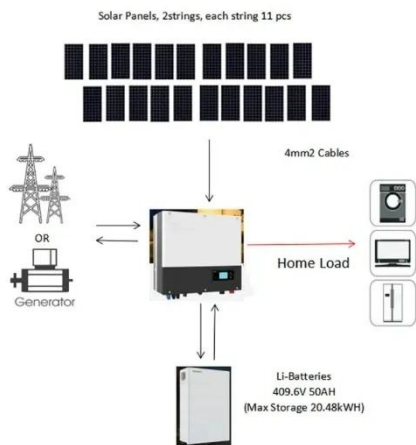 Solar Panels, 2strings, each string 11 pcs
4mm2 Cables
OR
Generator
Home Load
Li-Batteries
409.6V 50AH
(Max Storage 20.48kWH)